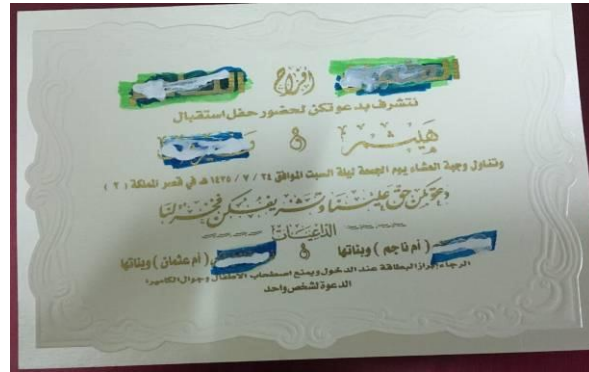 أفراح
نتشرف بدعوتكن لحضور حفل استقبال
هيثم &
وتناول وجبة العشاء يوم الجمعة ليلة السبت الموافق ٢٤ / ٧ / ١٤٣٥ هـ في قصر المملكة ( ٢ )
دعوتكن حق علينا وتشريفكن فخر لنا
الداعيات
( أم ناجم ) وبناتها & ( أم عثمان ) وبناتها
الرجاء إبراز البطاقة عند الدخول ويمنع اصطحاب الأطفال وجوال الكاميرا
الدعوة لشخص واحد